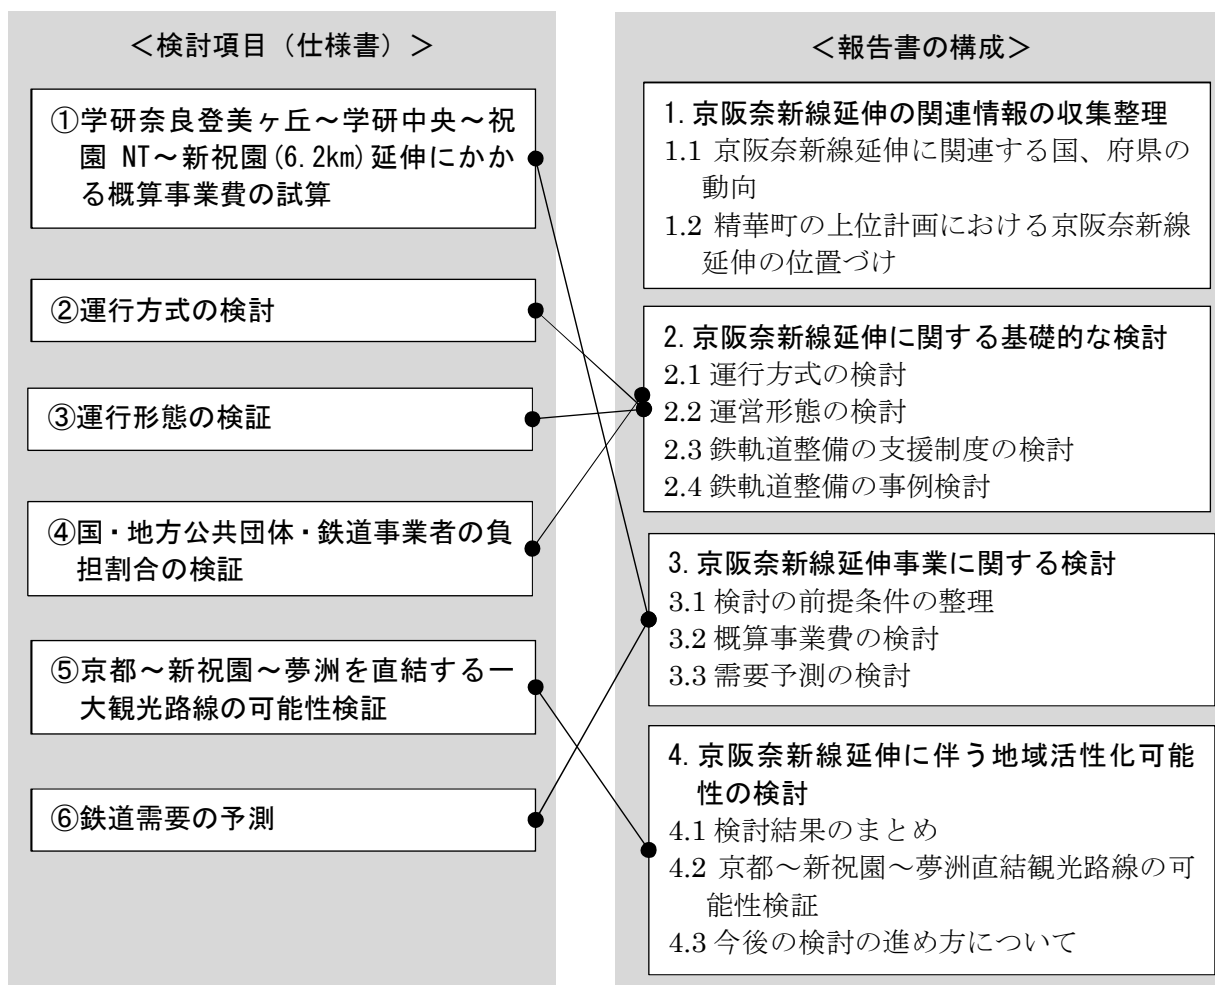 ＜検討項目（仕様書）＞
①学研奈良登美ヶ丘～学研中央～祝
園 NT～新祝園(6.2km)延伸にかか
る概算事業費の試算
②運行方式の検討
③運行形態の検証
④国・地方公共団体・鉄道事業者の負
担割合の検証
⑤京都～新祝園～夢洲を直結する一
大観光路線の可能性検証
⑥鉄道需要の予測
＜報告書の構成＞
1. 京阪奈新線延伸の関連情報の収集整理
1.1 京阪奈新線延伸に関連する国、府県の
動向
1.2 精華町の上位計画における京阪奈新線
延伸の位置づけ
2. 京阪奈新線延伸に関する基礎的な検討
2.1 運行方式の検討
2.2 運営形態の検討
2.3 鉄軌道整備の支援制度の検討
2.4 鉄軌道整備の事例検討
3. 京阪奈新線延伸事業に関する検討
3.1 検討の前提条件の整理
3.2 概算事業費の検討
3.3 需要予測の検討
4. 京阪奈新線延伸に伴う地域活性化可能
性の検討
4.1 検討結果のまとめ
4.2 京都～新祝園～夢洲直結観光路線の可
能性検証
4.3 今後の検討の進め方について